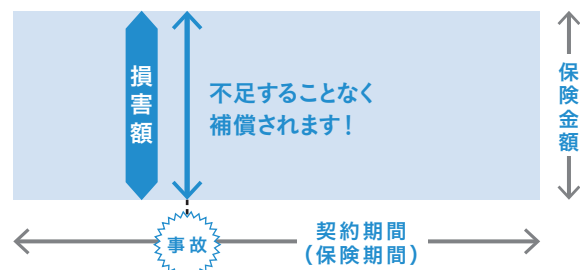 損害額
不足することなく
補償されます！
保険金額
事故
契約期間
（保険期間）